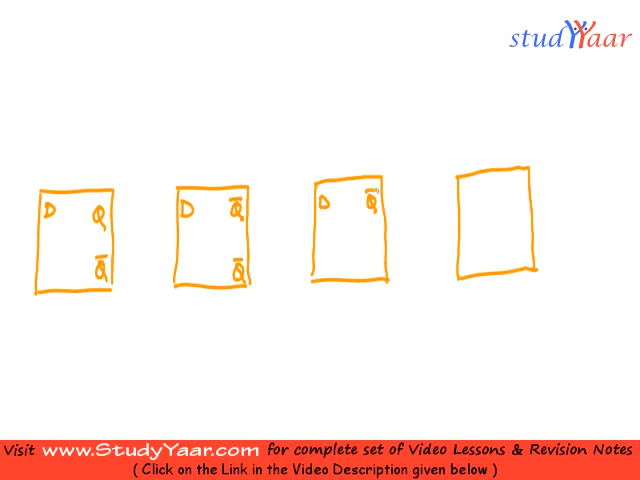 studYYaar
D Q D Q̅ D Q̅
Q̅ Q̅
Visit www.StudyYaar.com for complete set of Video Lessons & Revision Notes
( Click on the Link in the Video Description given below )